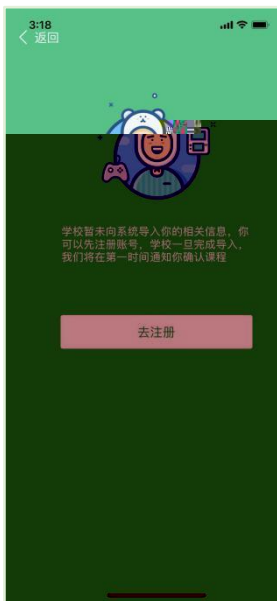 3:18
返回
学校暂未向系统导入你的相关信息，你
可以先注册账号，学校一旦完成导入，
我们将在第一时间通知你确认课程
去注册